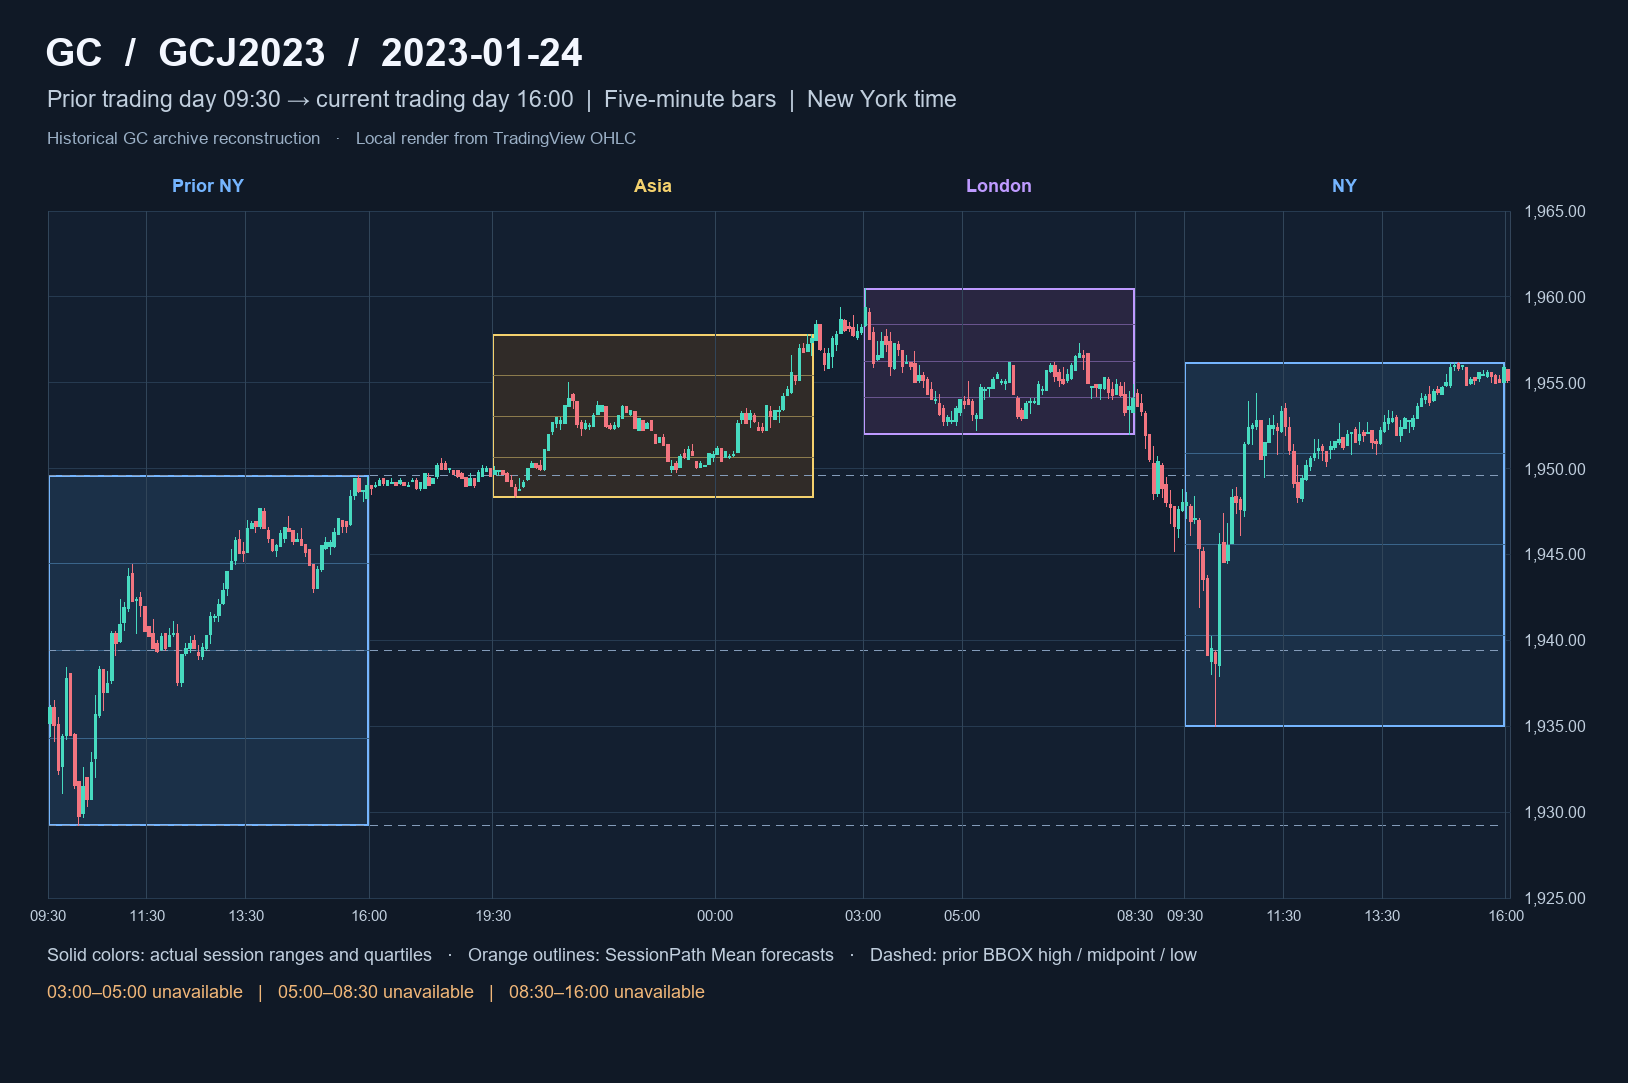 GC / GCJ2023 / 2023-01-24
Prior trading day 09:30 → current trading day 16:00 | Five-minute bars | New York time
Historical GC archive reconstruction · Local render from TradingView OHLC
Prior NY Asia London NY
1,965.00
1,960.00
1,955.00
1,950.00
1,945.00
1,940.00
1,935.00
1,930.00
1,925.00
09:30 11:30 13:30 16:00 19:30 00:00 03:00 05:00 08:30 09:30 11:30 13:30 16:00
Solid colors: actual session ranges and quartiles · Orange outlines: SessionPath Mean forecasts · Dashed: prior BBOX high / midpoint / low
03:00–05:00 unavailable | 05:00–08:30 unavailable | 08:30–16:00 unavailable